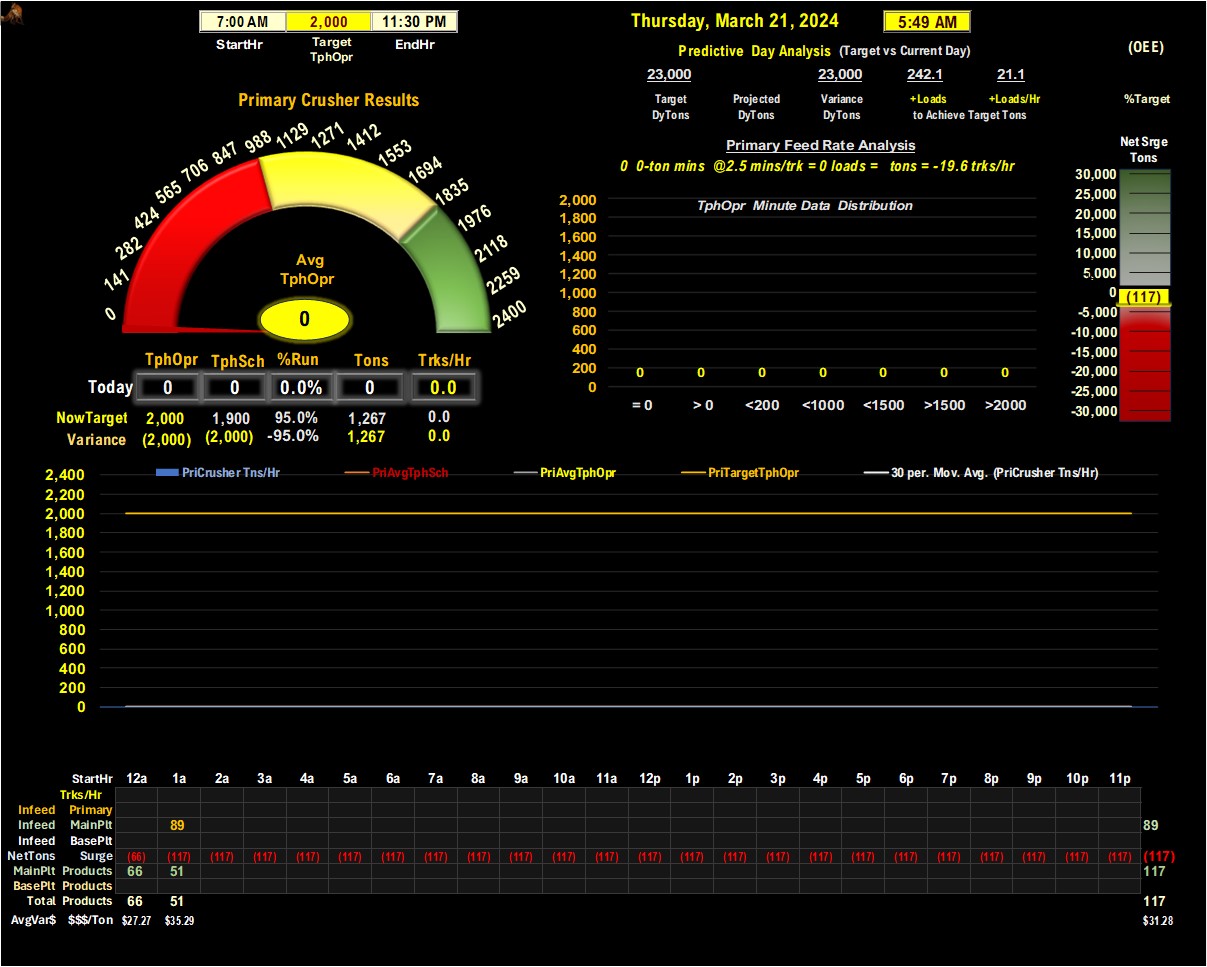 7:00 AM 2,000 11:30 PM
StartHr Target TphOpr EndHr
Thursday, March 21, 2024 5:49 AM
Predictive Day Analysis (Target vs Current Day)
(OEE)
23,000 23,000 242.1 21.1
Target DyTons Projected DyTons Variance DyTons +Loads +Loads/Hr
to Achieve Target Tons
%Target
Primary Crusher Results
0 141 282 424 565 706 847 988 1129 1271 1412 1553 1694 1835 1976 2118 2259 2400
Avg
TphOpr
0
Primary Feed Rate Analysis
0 0-ton mins @2.5 mins/trk = 0 loads = tons = -19.6 trks/hr
TphOpr Minute Data Distribution
2,000
1,800
1,600
1,400
1,200
1,000
800
600
400
200
0
0 0 0 0 0 0 0
= 0 > 0 <200 <1000 <1500 >1500 >2000
Net Srge
Tons
30,000
25,000
20,000
15,000
10,000
5,000
0
(117)
-5,000
-10,000
-15,000
-20,000
-25,000
-30,000
TphOpr TphSch %Run Tons Trks/Hr
Today 0 0 0.0% 0 0.0
NowTarget 2,000 1,900 95.0% 1,267 0.0
Variance (2,000) (2,000) -95.0% 1,267 0.0
PriCrusher Tns/Hr PriAvgTphSch PriAvgTphOpr PriTargetTphOpr 30 per. Mov. Avg. (PriCrusher Tns/Hr)
2,400
2,200
2,000
1,800
1,600
1,400
1,200
1,000
800
600
400
200
0
StartHr 12a 1a 2a 3a 4a 5a 6a 7a 8a 9a 10a 11a 12p 1p 2p 3p 4p 5p 6p 7p 8p 9p 10p 11p
Trks/Hr
Infeed Primary
Infeed MainPlt 89 89
Infeed BasePlt
NetTons Surge (66) (117) (117) (117) (117) (117) (117) (117) (117) (117) (117) (117) (117) (117) (117) (117) (117) (117) (117) (117) (117) (117) (117) (117) (117)
MainPlt Products 66 51 117
BasePlt Products
Total Products 66 51 117
AvgVar$ $$$/Ton $27.27 $35.29 $31.28